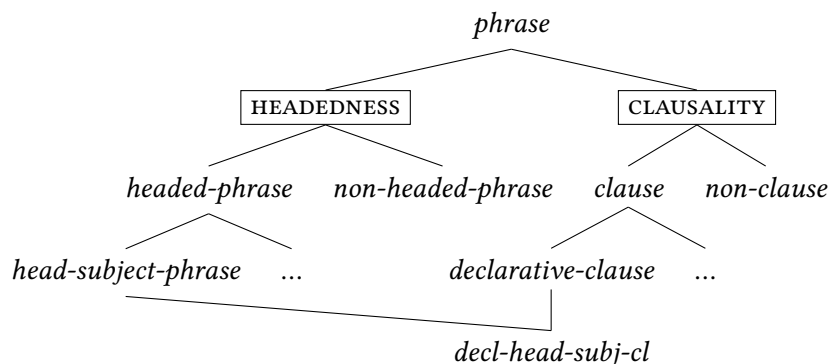 phrase
HEADEDNESS CLAUSALITY
headed-phrase non-headed-phrase clause non-clause
head-subject-phrase ... declarative-clause ...
decl-head-subj-cl